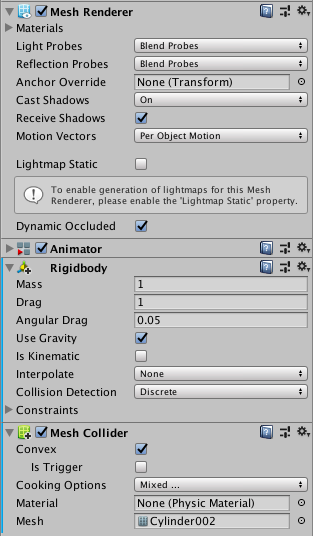 Mesh Renderer
Materials
Light Probes Blend Probes
Reflection Probes Blend Probes
Anchor Override None (Transform)
Cast Shadows On
Receive Shadows
Motion Vectors Per Object Motion
Lightmap Static
To enable generation of lightmaps for this Mesh
Renderer, please enable the 'Lightmap Static' property.
Dynamic Occluded
Animator
Rigidbody
Mass 1
Drag 1
Angular Drag 0.05
Use Gravity
Is Kinematic
Interpolate None
Collision Detection Discrete
Constraints
Mesh Collider
Convex
Is Trigger
Cooking Options Mixed ...
Material None (Physic Material)
Mesh Cylinder002